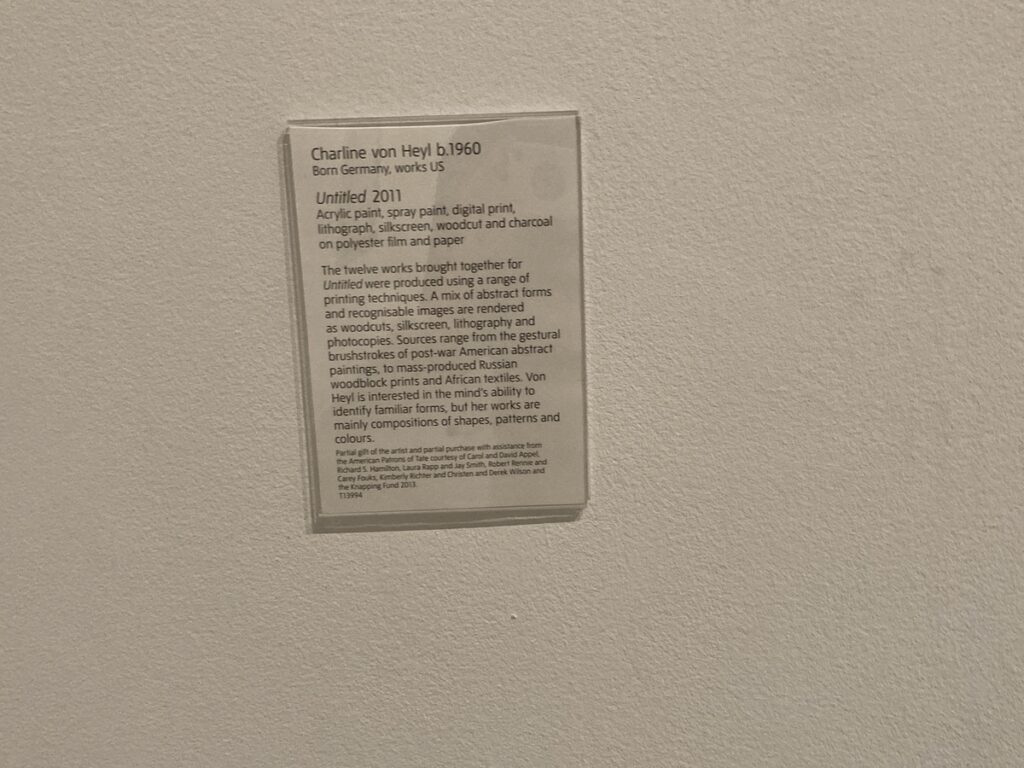 Charline von Heyl b.1960
Born Germany, works US
Untitled 2011
Acrylic paint, spray paint, digital print,
lithograph, silkscreen, woodcut and charcoal
on polyester film and paper
The twelve works brought together for
Untitled were produced using a range of
printing techniques. A mix of abstract forms
and recognisable images are rendered
as woodcuts, silkscreen, lithography and
photocopies. Sources range from the gestural
brushstrokes of post-war American abstract
paintings, to mass-produced Russian
woodblock prints and African textiles. Von
Heyl is interested in the mind's ability to
identify familiar forms, but her works are
mainly compositions of shapes, patterns and
colours.
Partial gift of the artist and partial purchase with assistance from
the American Patrons of Tate courtesy of Carol and David Appel,
Richard S. Hamilton, Laura Rapp and Jay Smith, Robert Rennie and
Carey Fouks, Kimberly Richter and Christen and Derek Wilson and
the Knapping Fund 2013.
T13994